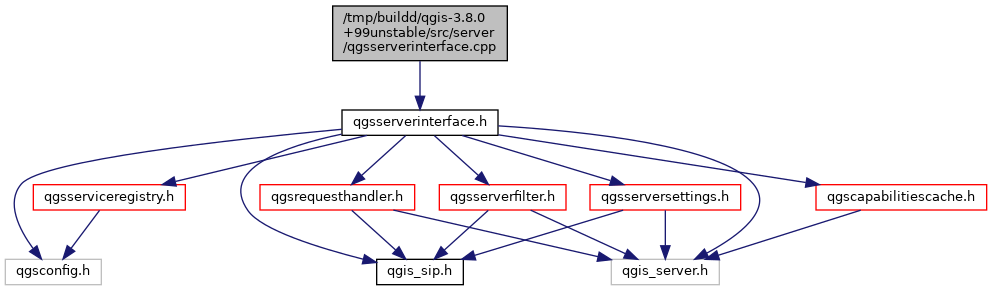 /tmp/buildd/qgis-3.8.0
+99unstable/src/server
/qgsserverinterface.cpp
qgsserverinterface.h
qgsserviceregistry.h
qgsrequesthandler.h
qgsserverfilter.h
qgsserversettings.h
qgscapabilitiescache.h
qgsconfig.h
qgis_sip.h
qgis_server.h